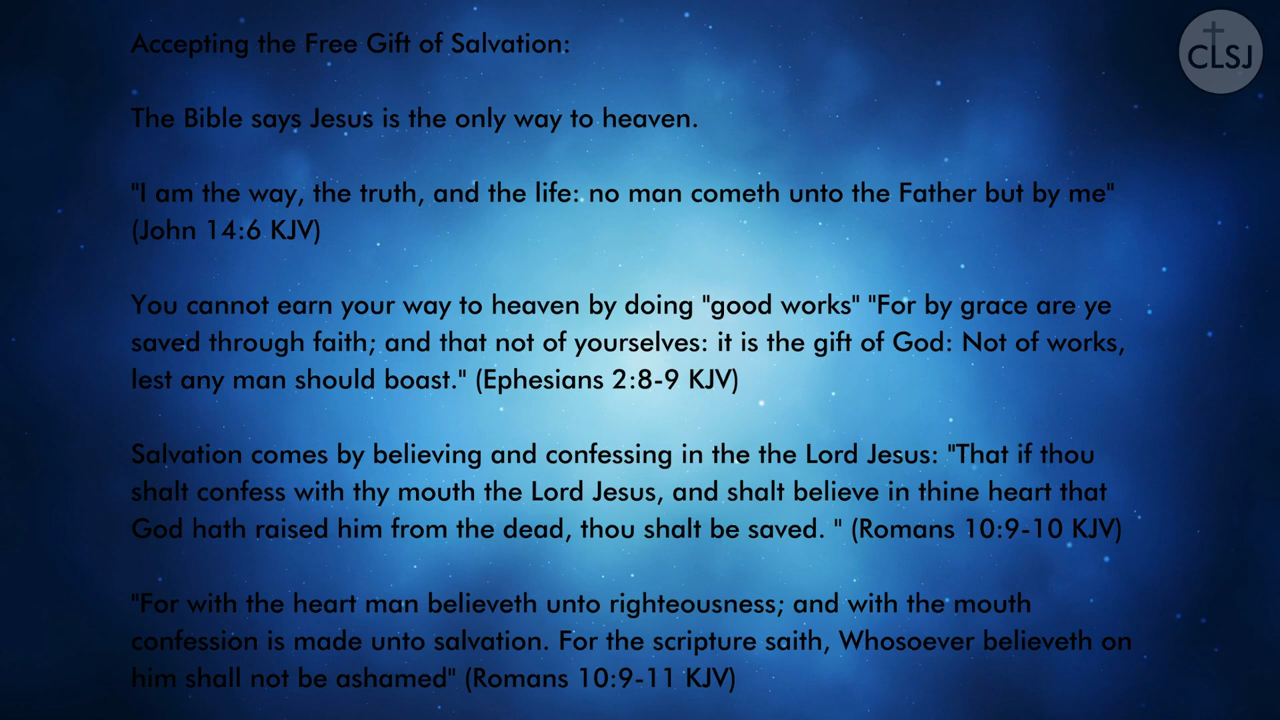 Accepting the Free Gift of Salvation:
CLSJ
The Bible says Jesus is the only way to heaven.
"I am the way, the truth, and the life: no man cometh unto the Father but by me"
(John 14:6 KJV)
You cannot earn your way to heaven by doing "good works" "For by grace are ye
saved through faith; and that not of yourselves: it is the gift of God: Not of works,
lest any man should boast." (Ephesians 2:8-9 KJV)
Salvation comes by believing and confessing in the the Lord Jesus: "That if thou
shalt confess with thy mouth the Lord Jesus, and shalt believe in thine heart that
God hath raised him from the dead, thou shalt be saved. " (Romans 10:9-10 KJV)
"For with the heart man believeth unto righteousness; and with the mouth
confession is made unto salvation. For the scripture saith, Whosoever believeth on
him shall not be ashamed" (Romans 10:9-11 KJV)